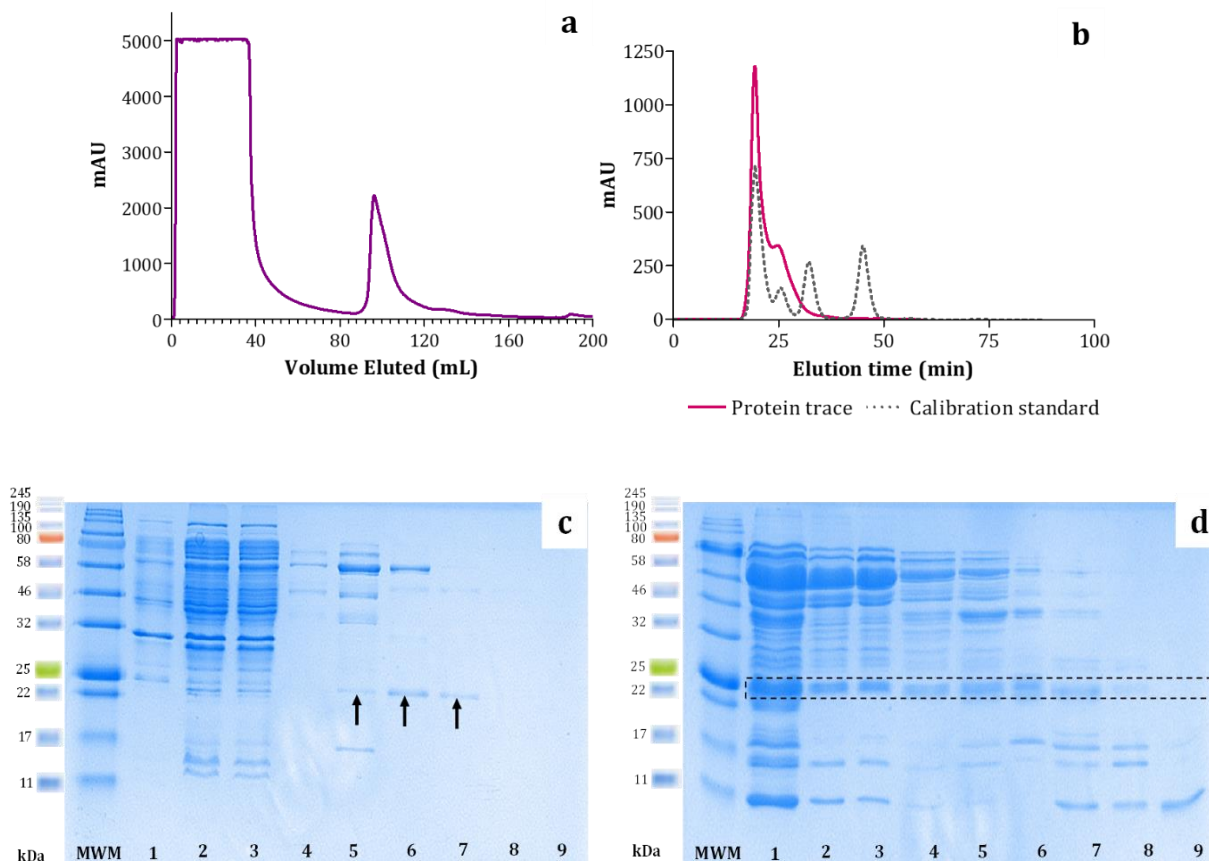 a
5000
4000
3000
2000
1000
0
mAU
0 40 80 120 160 200
Volume Eluted (mL)
b
1250
1000
750
500
250
0
mAU
0 25 50 75 100
Elution time (min)
Protein trace Calibration standard
c
245
190
135
100
80
58
46
32
25
22
17
11
kDa MWM 1 2 3 4 5 6 7 8 9
d
245
190
135
100
80
58
46
32
25
22
17
11
kDa MWM 1 2 3 4 5 6 7 8 9